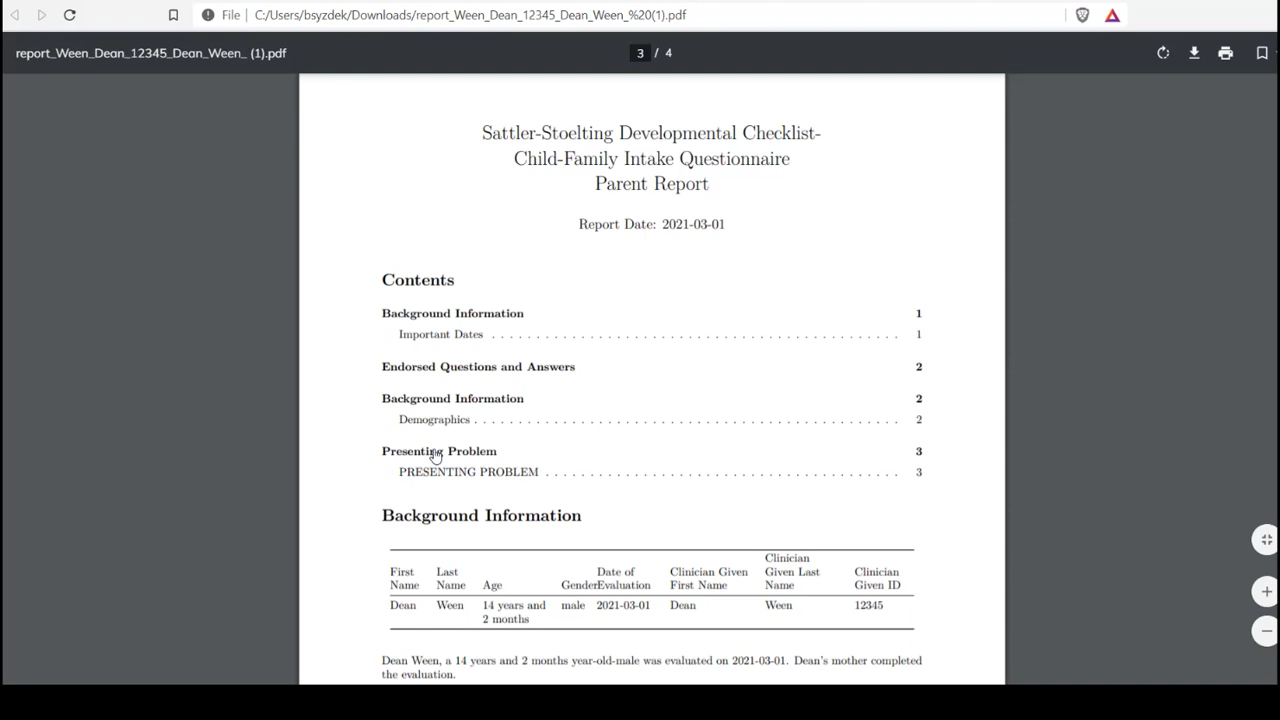 File | C:/Users/bsyzdek/Downloads/report_Ween_Dean_12345_Dean_Ween_%20(1).pdf
report_Ween_Dean_12345_Dean_Ween_ (1).pdf
3 / 4
Sattler-Stoelting Developmental Checklist-
Child-Family Intake Questionnaire
Parent Report
Report Date: 2021-03-01
Contents
Background Information 1
Important Dates . . . . . . . . . . . . . . . . . . . . . . . . . . . . . . . . . . . . . . . . . 1
Endorsed Questions and Answers 2
Background Information 2
Demographics . . . . . . . . . . . . . . . . . . . . . . . . . . . . . . . . . . . . . . . . . . 2
Presenting Problem 3
PRESENTING PROBLEM . . . . . . . . . . . . . . . . . . . . . . . . . . . . . . . . . . . 3
Background Information
First Name Last Name Age Gender Date of Evaluation Clinician Given First Name Clinician Given Last Name Clinician Given ID
Dean Ween 14 years and 2 months male 2021-03-01 Dean Ween 12345
Dean Ween, a 14 years and 2 months year-old-male was evaluated on 2021-03-01. Dean's mother completed
the evaluation.